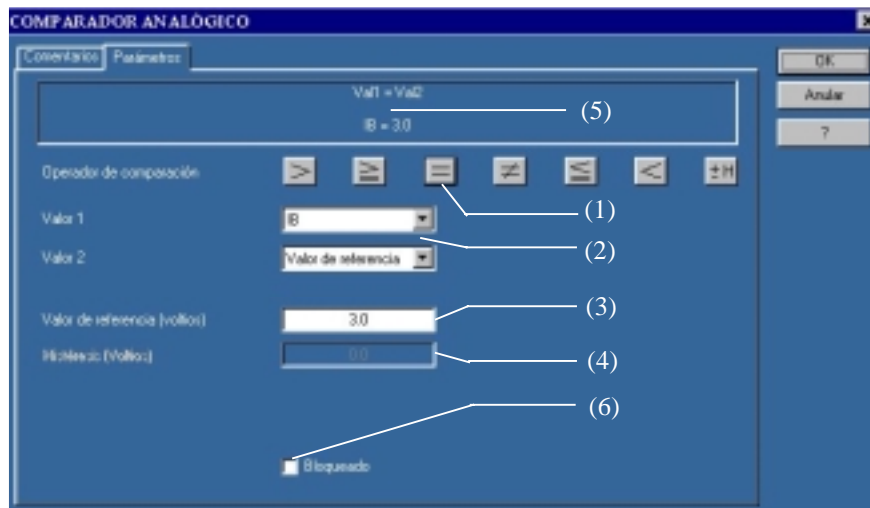 COMPARADOR ANALÓGICO
Comentarios Parámetros
OK
Anular
?
Val1 = Val2
(5)
IB = 3.0
Operador de comparación > ≥ = ≠ ≤ < ±H
(1)
Valor 1 IB
(2)
Valor 2 Valor de referencia
(3)
Valor de referencia (voltios) 3.0
Histéresis (Voltios) 0.0
(4)
(6)
Bloqueado